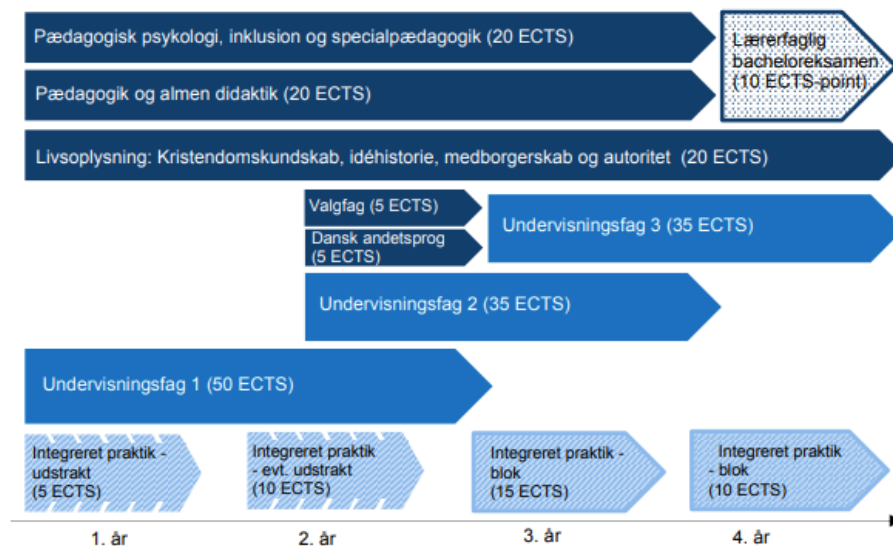 Pædagogisk psykologi, inklusion og specialpædagogik (20 ECTS)
Lærerfaglig
bacheloreksamen
(10 ECTS-point)
Pædagogik og almen didaktik (20 ECTS)
Livsoplysning: Kristendomskundskab, idéhistorie, medborgerskab og autoritet (20 ECTS)
Valgfag (5 ECTS)
Dansk andetsprog
(5 ECTS)
Undervisningsfag 3 (35 ECTS)
Undervisningsfag 2 (35 ECTS)
Undervisningsfag 1 (50 ECTS)
Integreret praktik -
udstrakt
(5 ECTS)
Integreret praktik
- evt. udstrakt
(10 ECTS)
Integreret praktik -
blok
(15 ECTS)
Integreret praktik
- blok
(10 ECTS)
1. år
2. år
3. år
4. år